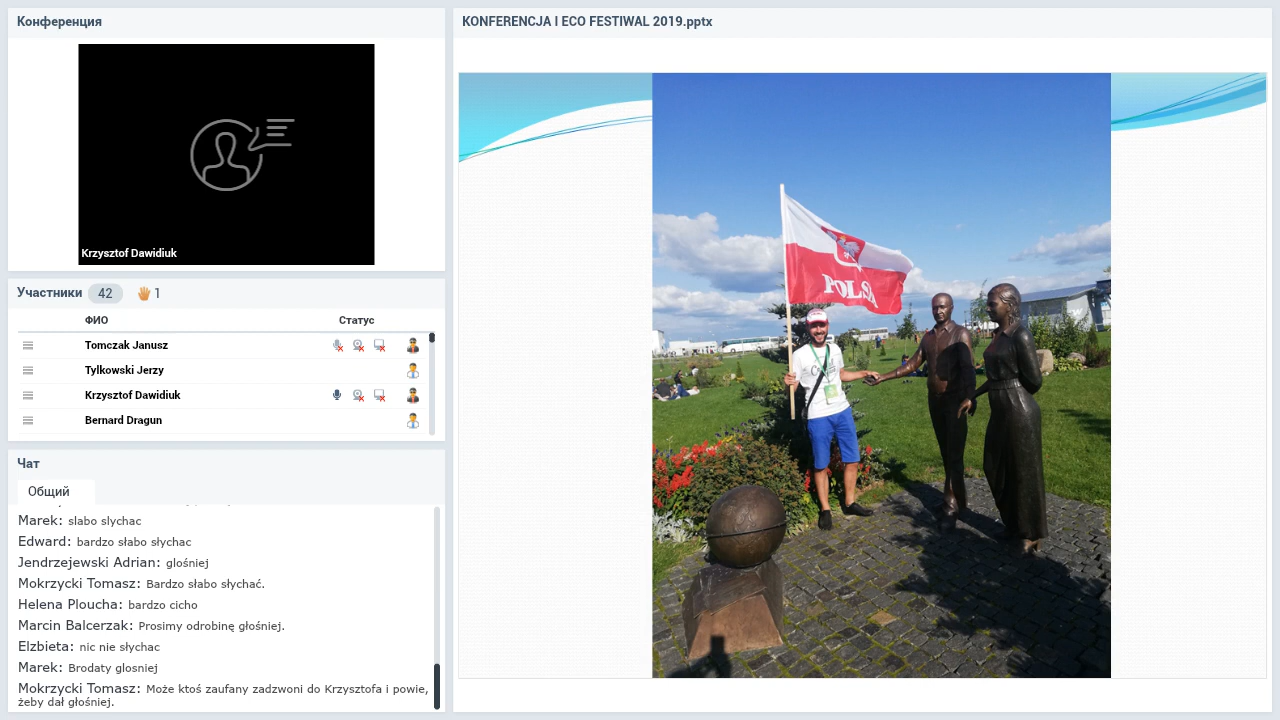 Конференция
Krzysztof Dawidiuk
Участники 42 1
ФИО Статус
Tomczak Janusz
Tylkowski Jerzy
Krzysztof Dawidiuk
Bernard Dragun
Чат
Общий
Marek: slabo slychac
Edward: bardzo słabo słychac
Jendrzejewski Adrian: glośniej
Mokrzycki Tomasz: Bardzo słabo słychać.
Helena Ploucha: bardzo cicho
Marcin Balcerzak: Prosimy odrobinę głośniej.
Elzbieta: nic nie słychac
Marek: Brodaty glosniej
Mokrzycki Tomasz: Może ktoś zaufany zadzwoni do Krzysztofa i powie,
żeby dał głośniej.
KONFERENCJA I ECO FESTIWAL 2019.pptx
POLSKA